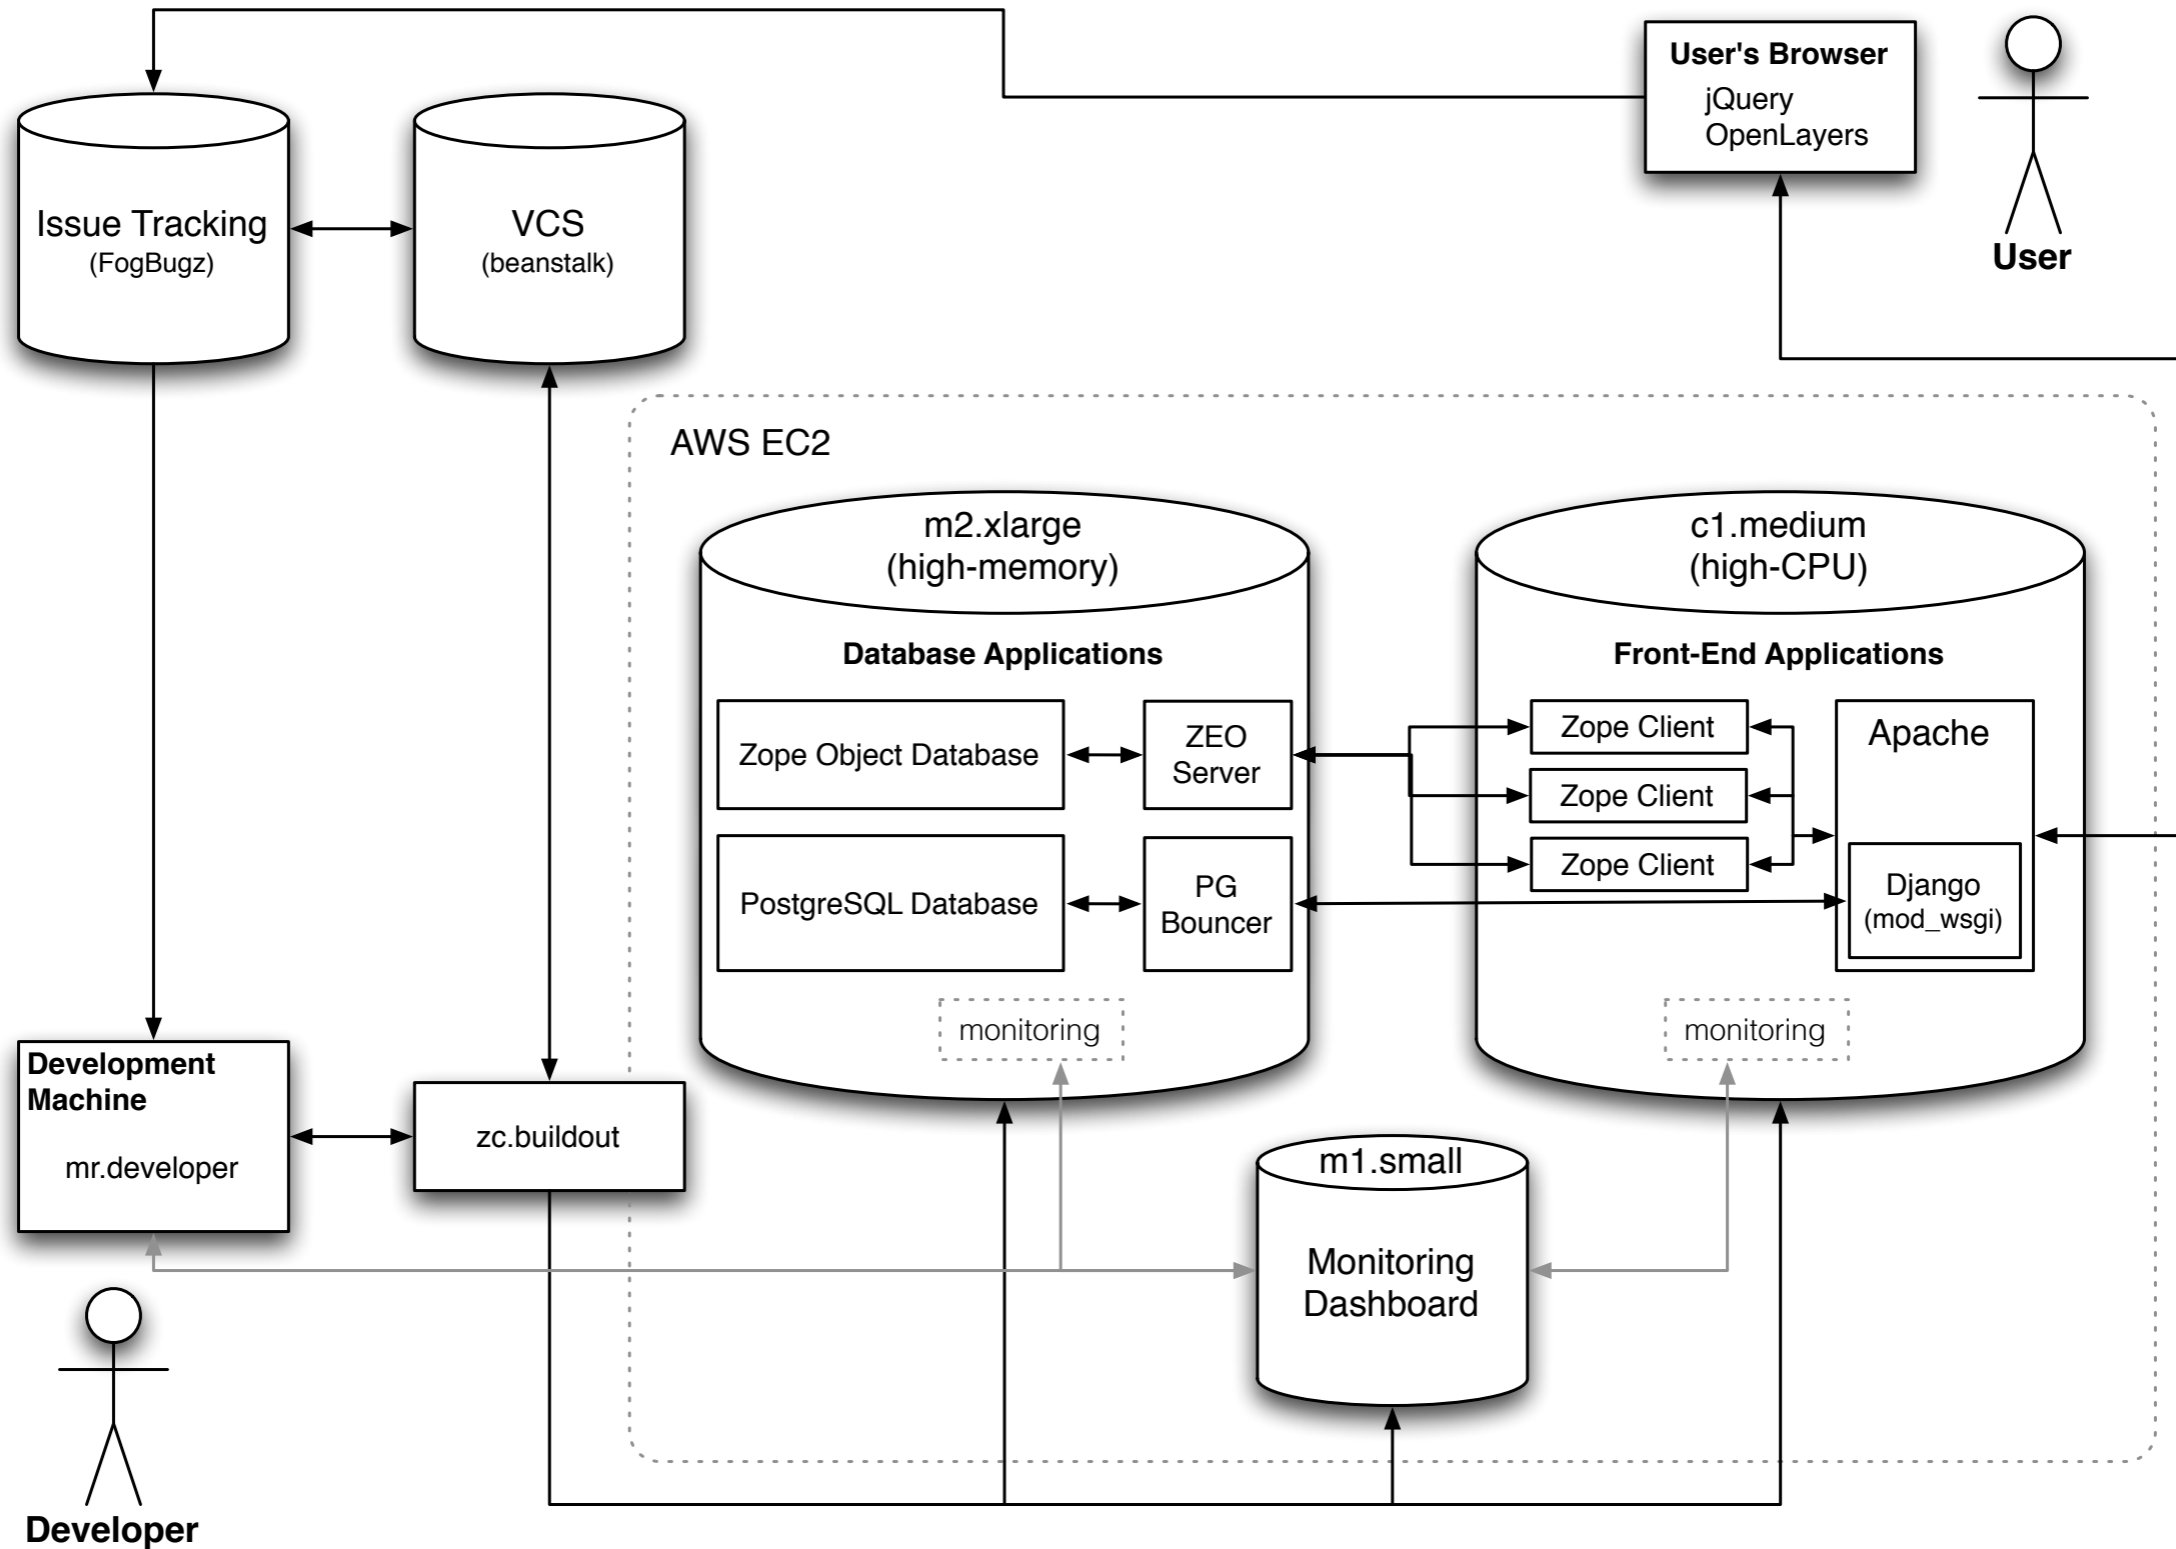 User's Browser
jQuery
OpenLayers
User
Issue Tracking
(FogBugz)
VCS
(beanstalk)
AWS EC2
m2.xlarge
(high-memory)
Database Applications
Zope Object Database
ZEO
Server
PostgreSQL Database
PG
Bouncer
monitoring
c1.medium
(high-CPU)
Front-End Applications
Zope Client
Zope Client
Zope Client
Apache
Django
(mod_wsgi)
monitoring
Development
Machine
mr.developer
zc.buildout
m1.small
Monitoring
Dashboard
Developer